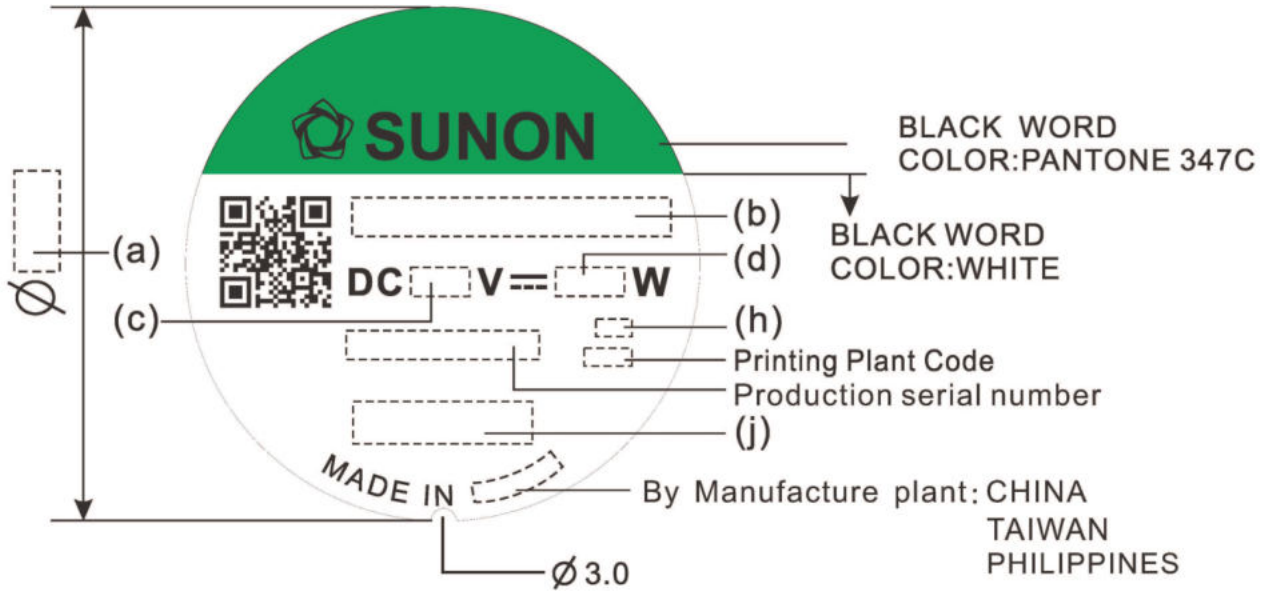 SUNON
BLACK WORD
COLOR:PANTONE 347C
(b)
BLACK WORD
COLOR:WHITE
(a)
(d)
DC V W
(c)
(h)
Printing Plant Code
Production serial number
(j)
MADE IN
By Manufacture plant: CHINA
TAIWAN
PHILIPPINES
Ø
Ø 3.0